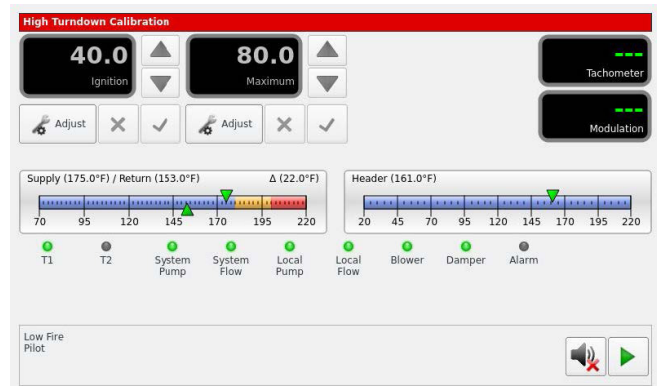 High Turndown Calibration
40.0
Ignition
80.0
Maximum
---
Tachometer
---
Modulation
Adjust
Adjust
Supply (175.0°F) / Return (153.0°F) Δ (22.0°F)
70 95 120 145 170 195 220
Header (161.0°F)
20 45 70 95 120 145 170 195 220
T1
T2
System
Pump
System
Flow
Local
Pump
Local
Flow
Blower
Damper
Alarm
Low Fire
Pilot